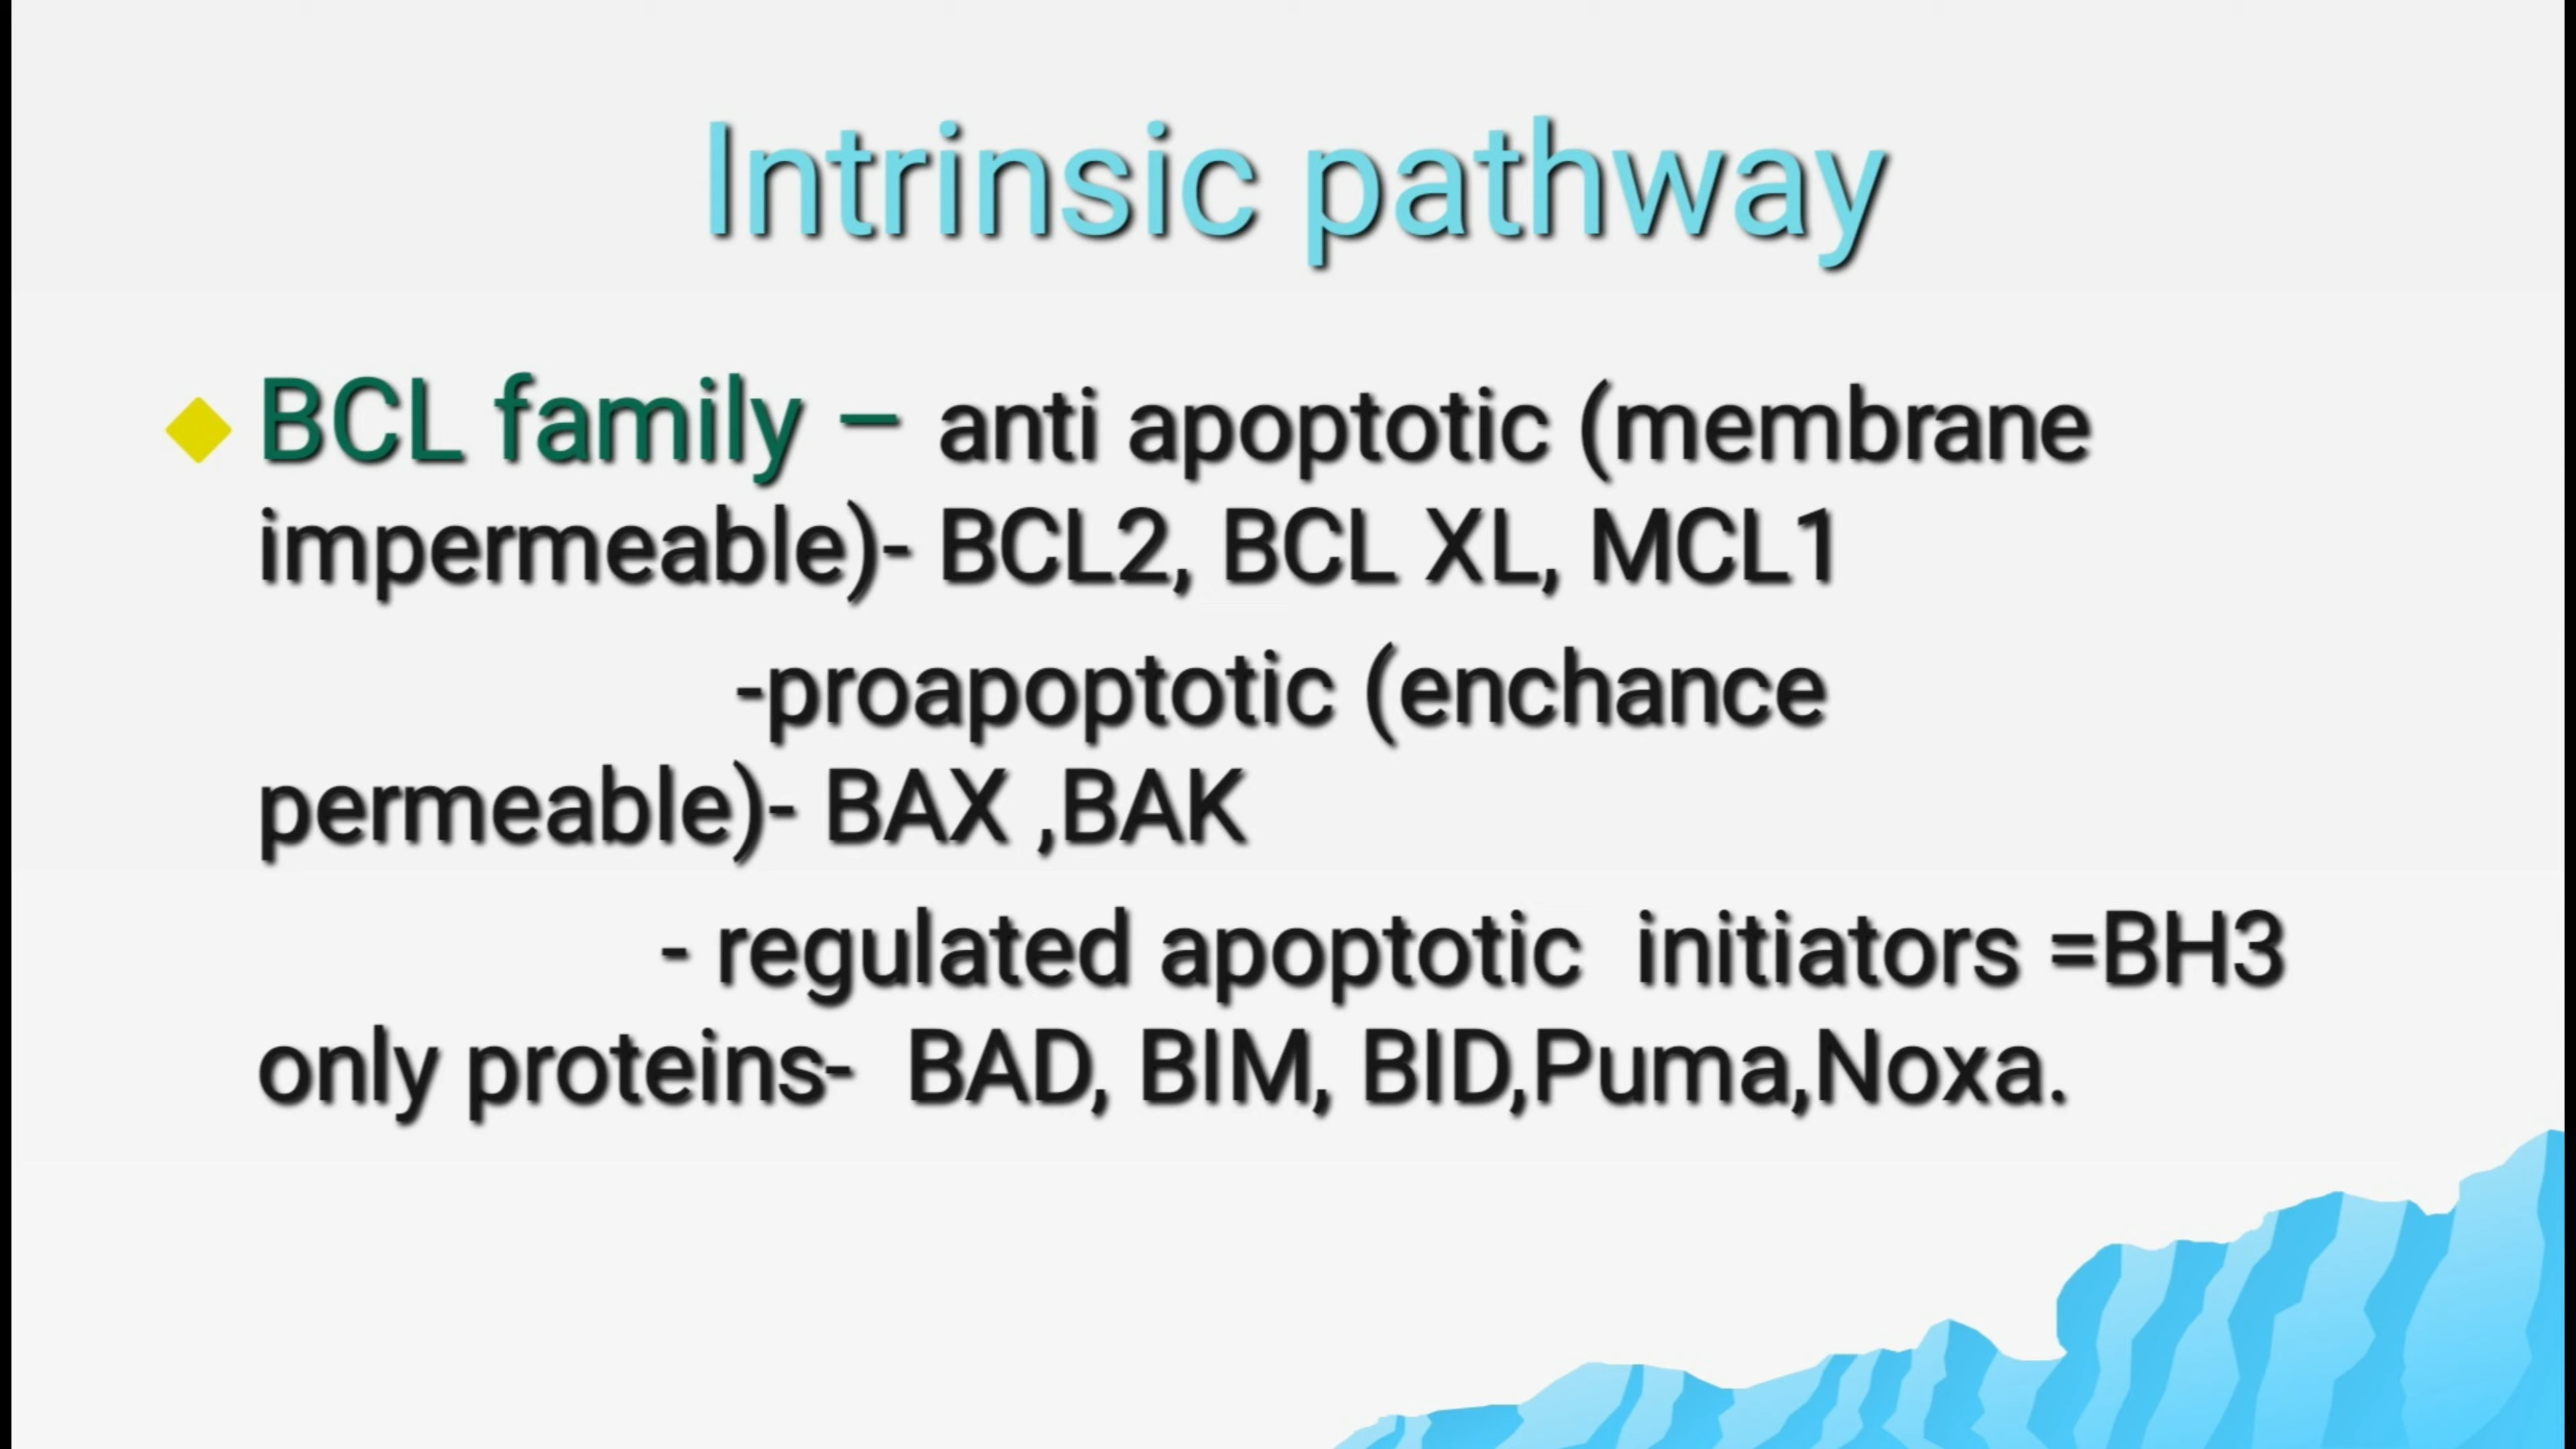 Intrinsic pathway
BCL family – anti apoptotic (membrane
impermeable)- BCL2, BCL XL, MCL1
-proapoptotic (enchance
permeable)- BAX ,BAK
- regulated apoptotic  initiators =BH3
only proteins-  BAD, BIM, BID,Puma,Noxa.